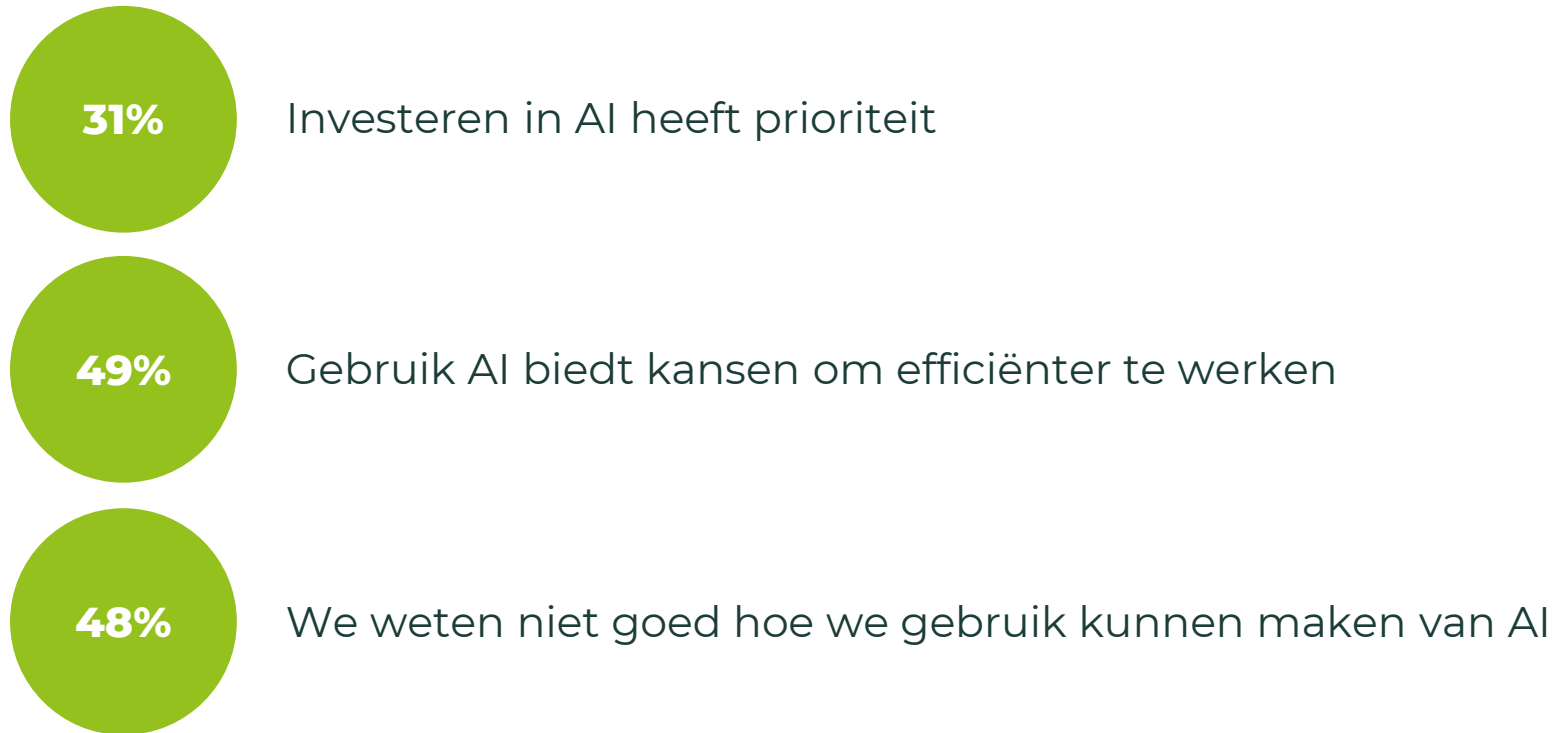 31% Investeren in AI heeft prioriteit
49% Gebruik AI biedt kansen om efficiënter te werken
48% We weten niet goed hoe we gebruik kunnen maken van AI